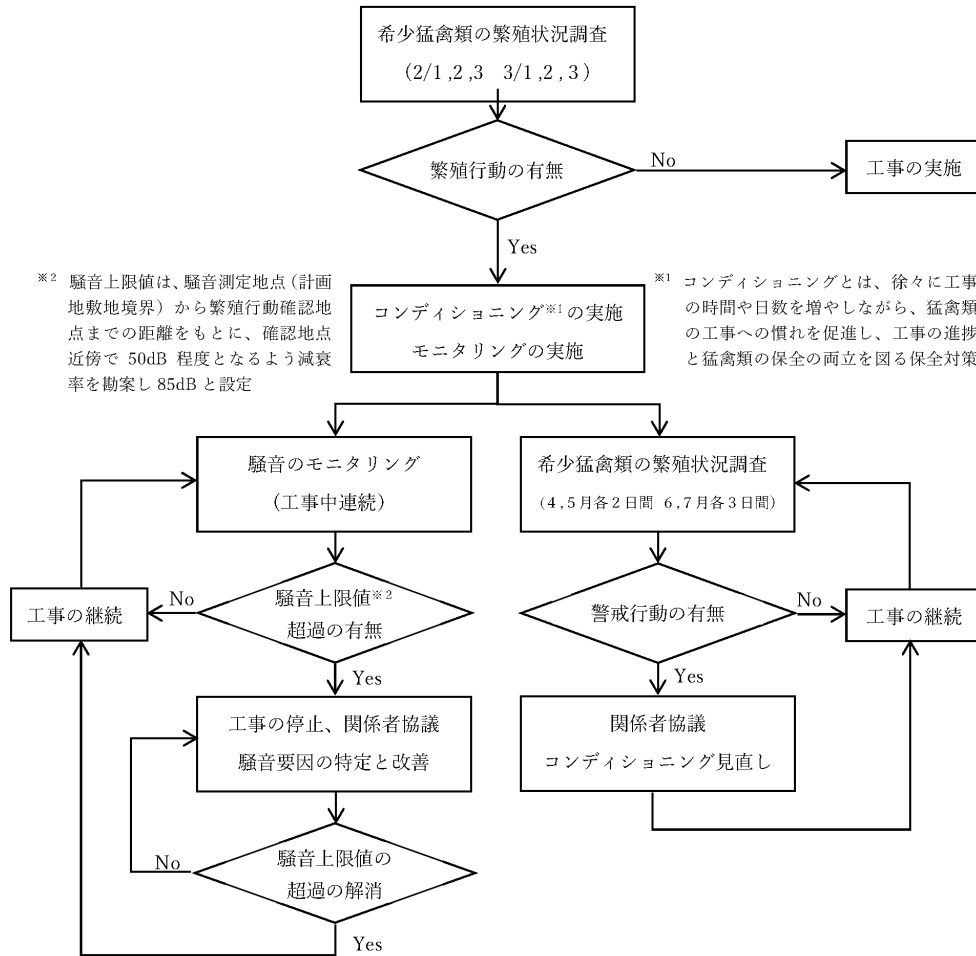 希少猛禽類の繁殖状況調査
(2/1,2,3 3/1,2,3)
繁殖行動の有無
No
工事の実施
Yes
※2 騒音上限値は、騒音測定地点(計画
地敷地境界)から繁殖行動確認地
点までの距離をもとに、確認地点
近傍で 50dB 程度となるよう減衰
率を勘案し 85dB と設定
コンディショニング※1の実施
モニタリングの実施
※1 コンディショニングとは、徐々に工事
の時間や日数を増やしながら、猛禽類
の工事への慣れを促進し、工事の進捗
と猛禽類の保全の両立を図る保全対策
騒音のモニタリング
(工事中連続)
希少猛禽類の繁殖状況調査
(4,5月各2日間 6,7月各3日間)
工事の継続
No
騒音上限値※2
超過の有無
警戒行動の有無
No
工事の継続
Yes
Yes
工事の停止、関係者協議
騒音要因の特定と改善
関係者協議
コンディショニング見直し
No
騒音上限値の
超過の解消
Yes